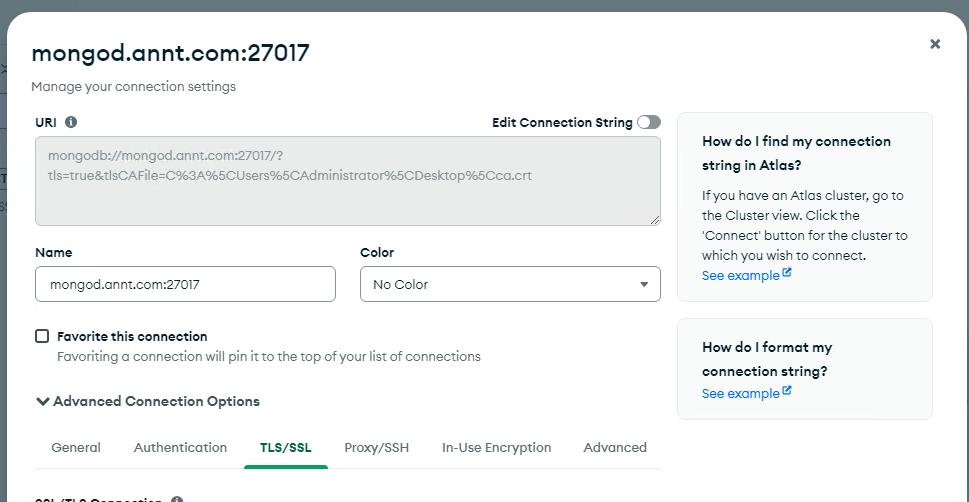 mongod.annt.com:27017
Manage your connection settings
URI
Edit Connection String
mongodb://mongod.annt.com:27017/?
tls=true&tlsCAFile=C%3A%5CUsers%5CAdministrator%5CDesktop%5Cca.crt
Name
Color
mongod.annt.com:27017
No Color
Favorite this connection
Favoriting a connection will pin it to the top of your list of connections
Advanced Connection Options
General
Authentication
TLS/SSL
Proxy/SSH
In-Use Encryption
Advanced
SSL/TLS Connection
How do I find my connection
string in Atlas?
If you have an Atlas cluster, go to
the Cluster view. Click the
'Connect' button for the cluster to
which you wish to connect.
See example
How do I format my
connection string?
See example